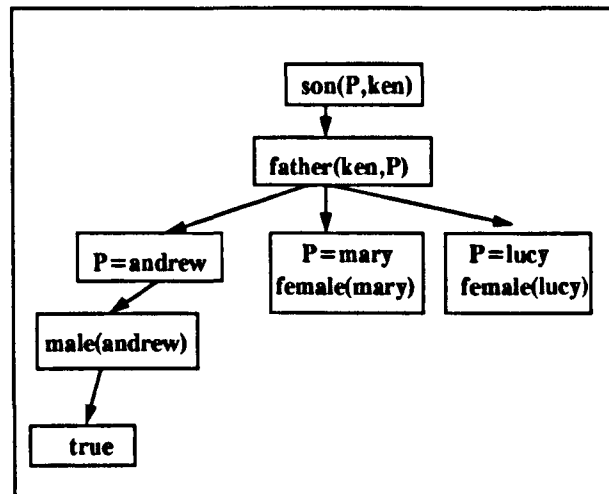 son(P,ken)
father(ken,P)
P=andrew
P=mary
female(mary)
P=lucy
female(lucy)
male(andrew)
true